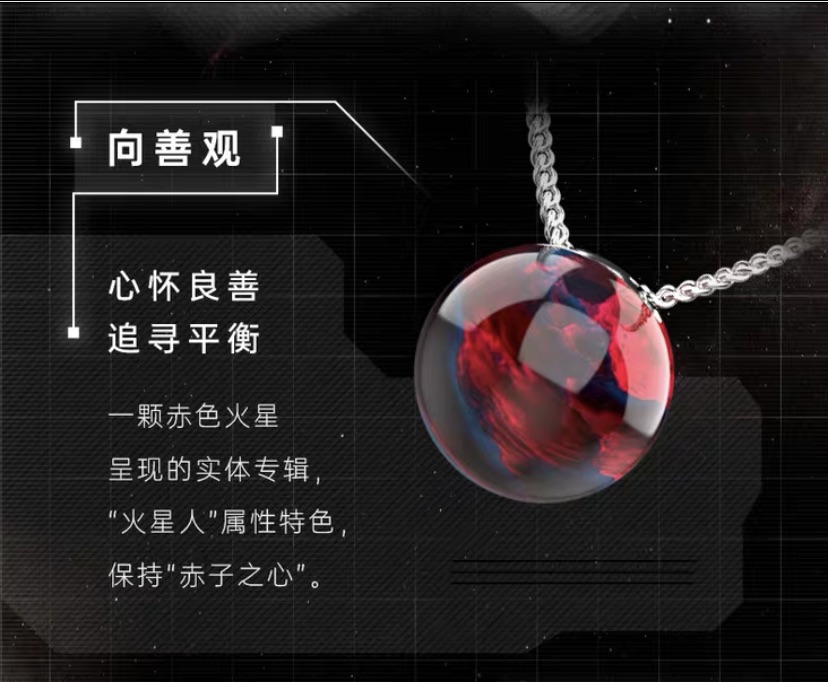 向善观
心怀良善
追寻平衡
一颗赤色火星
呈现的实体专辑，
“火星人”属性特色，
保持“赤子之心”。